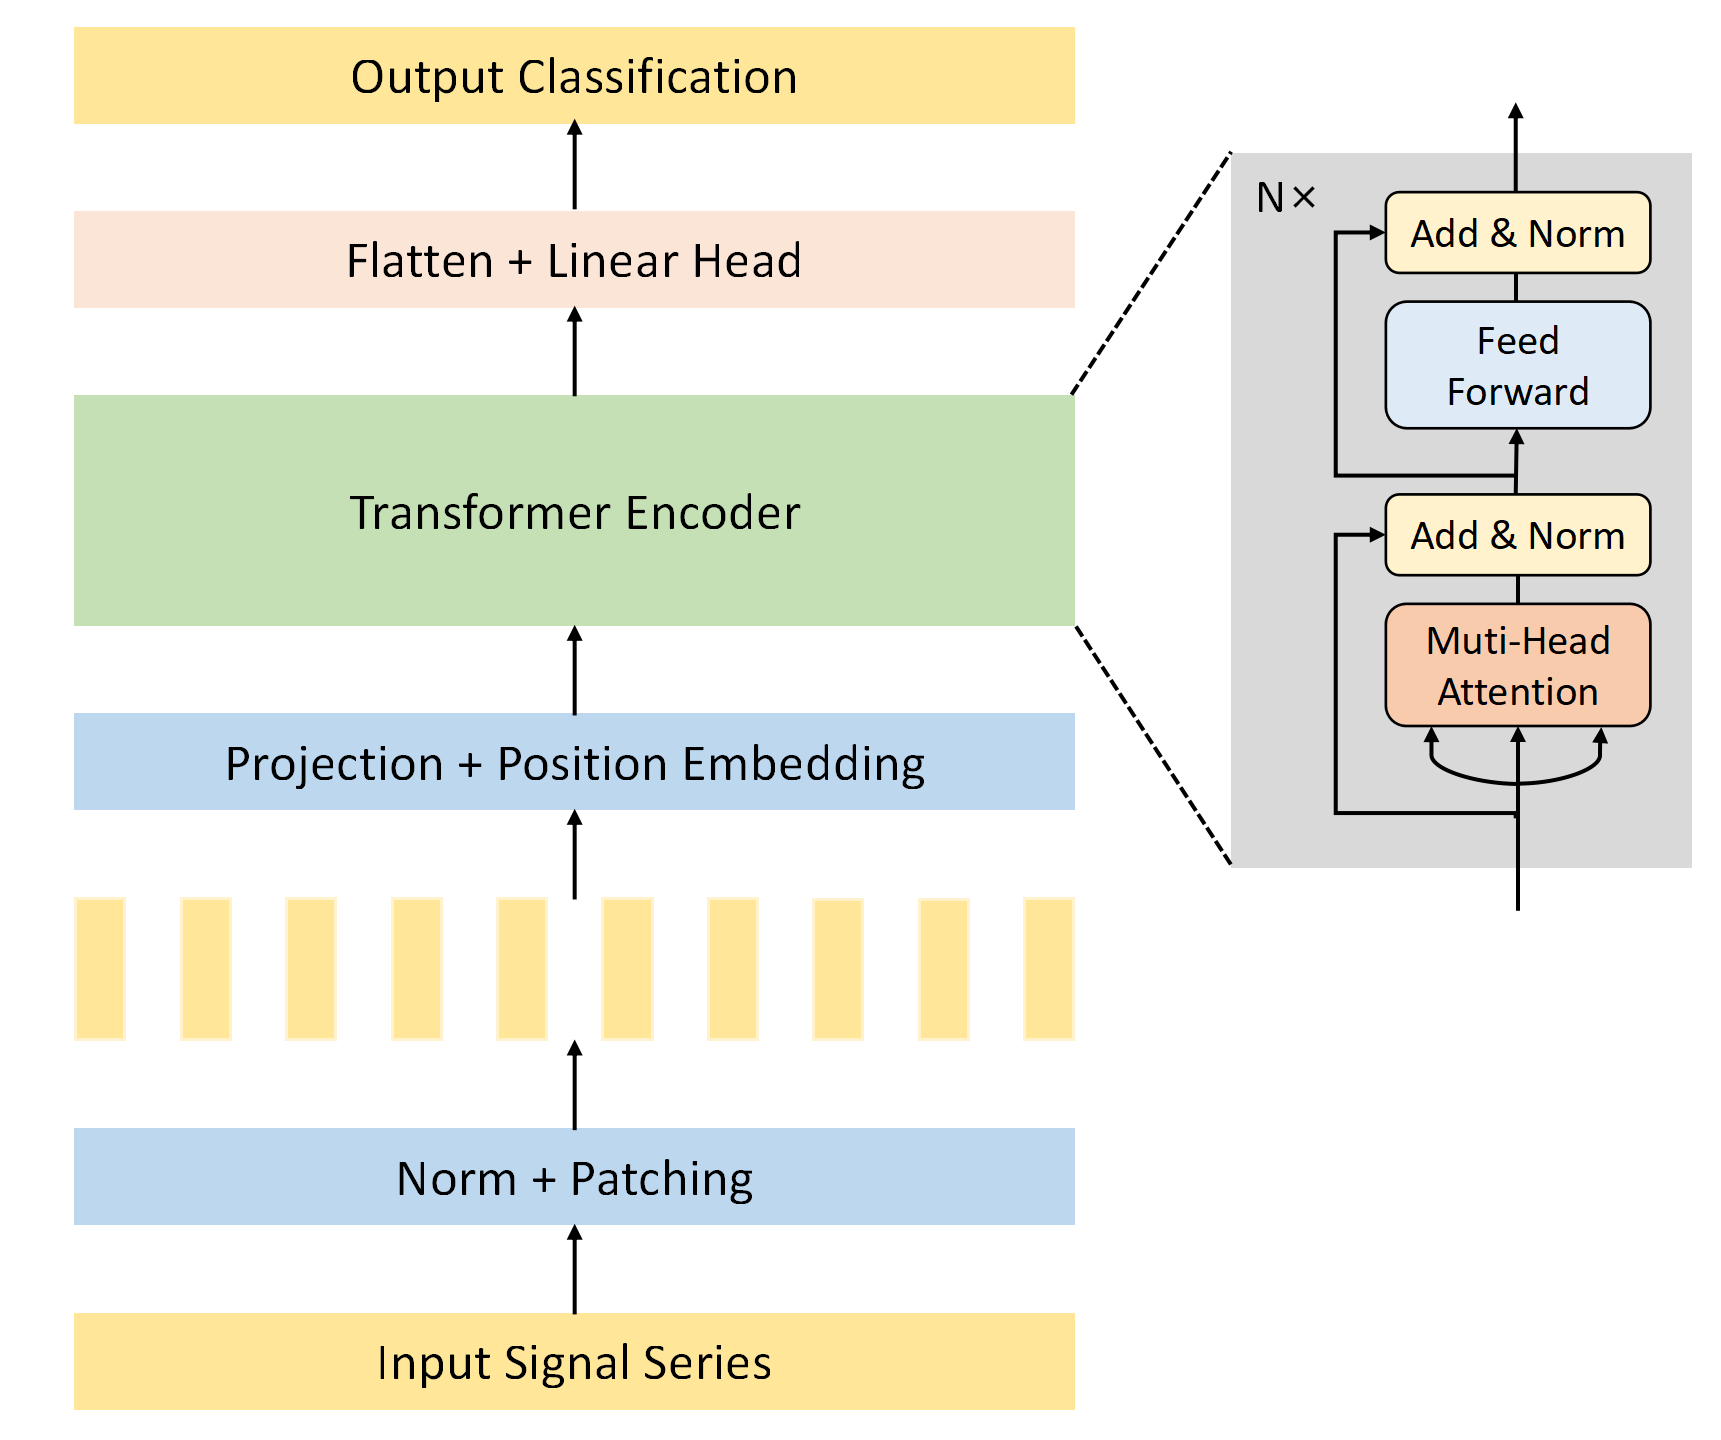 Output Classification
Flatten + Linear Head
Transformer Encoder
Projection + Position Embedding
Norm + Patching
Input Signal Series
N×
Add & Norm
Feed
Forward
Add & Norm
Muti-Head
Attention